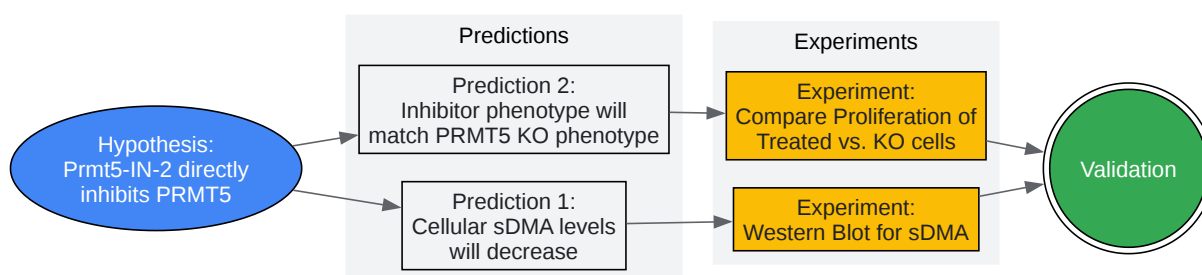 Predictions
Experiments
Hypothesis:
Prmt5-IN-2 directly
inhibits PRMT5
Prediction 2:
Inhibitor phenotype will
match PRMT5 KO phenotype
Experiment:
Compare Proliferation of
Treated vs. KO cells
Prediction 1:
Cellular sDMA levels
will decrease
Experiment:
Western Blot for sDMA
Validation